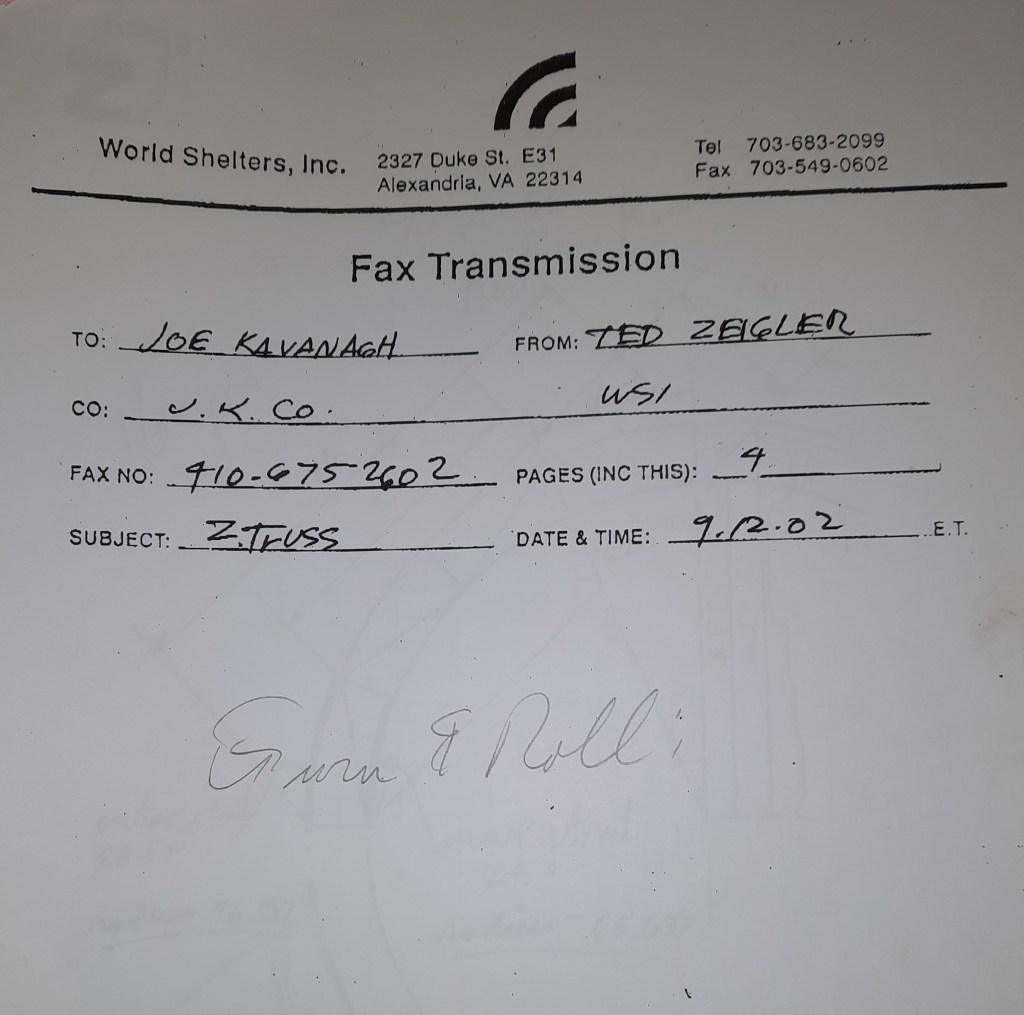 World Shelters, Inc.
2327 Duke St. E31
Alexandria, VA 22314
Tel 703-683-2099
Fax 703-549-0602
Fax Transmission
TO: JOE KAVANAGH FROM: TED ZEIGLER
CO: J.K. Co. WSI
FAX NO: 410-675 2602 PAGES (INC THIS): 4
SUBJECT: Z.Truss DATE & TIME: 9.12.02 E.T.
& Roll